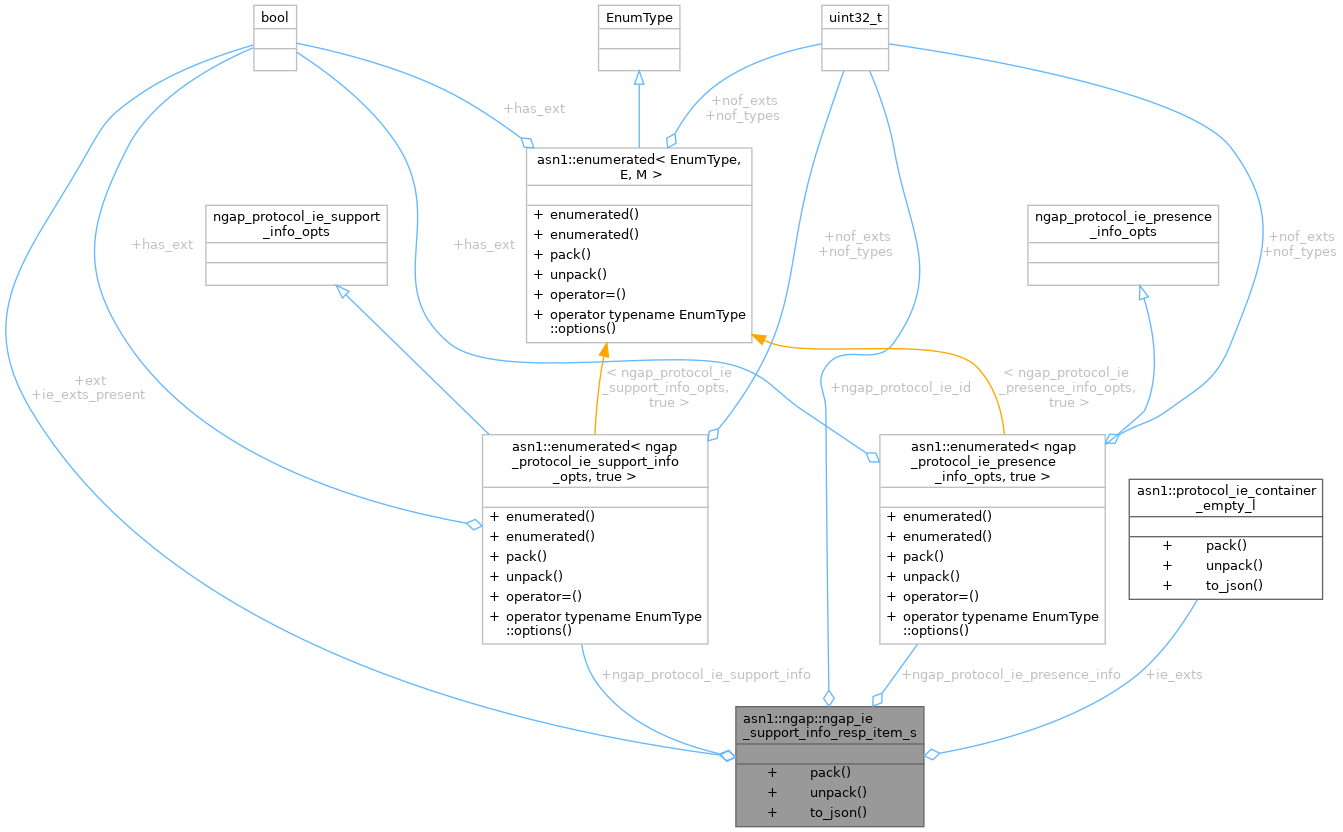 bool
EnumType
uint32_t
+has_ext
+nof_exts
+nof_types
asn1::enumerated< EnumType,
E, M >
+ enumerated()
+ enumerated()
+ pack()
+ unpack()
+ operator=()
+ operator typename EnumType
::options()
ngap_protocol_ie_support
_info_opts
ngap_protocol_ie_presence
_info_opts
+has_ext
+has_ext
+nof_exts
+nof_types
+nof_exts
+nof_types
+ext
+ie_exts_present
< ngap_protocol_ie
_support_info_opts,
true >
+ngap_protocol_ie_id
< ngap_protocol_ie
_presence_info_opts,
true >
asn1::enumerated< ngap
_protocol_ie_support_info
_opts, true >
+ enumerated()
+ enumerated()
+ pack()
+ unpack()
+ operator=()
+ operator typename EnumType
::options()
asn1::enumerated< ngap
_protocol_ie_presence
_info_opts, true >
+ enumerated()
+ enumerated()
+ pack()
+ unpack()
+ operator=()
+ operator typename EnumType
::options()
asn1::protocol_ie_container
_empty_l
+ pack()
+ unpack()
+ to_json()
+ngap_protocol_ie_support_info
+ngap_protocol_ie_presence_info
+ie_exts
asn1::ngap::ngap_ie
_support_info_resp_item_s
+ pack()
+ unpack()
+ to_json()